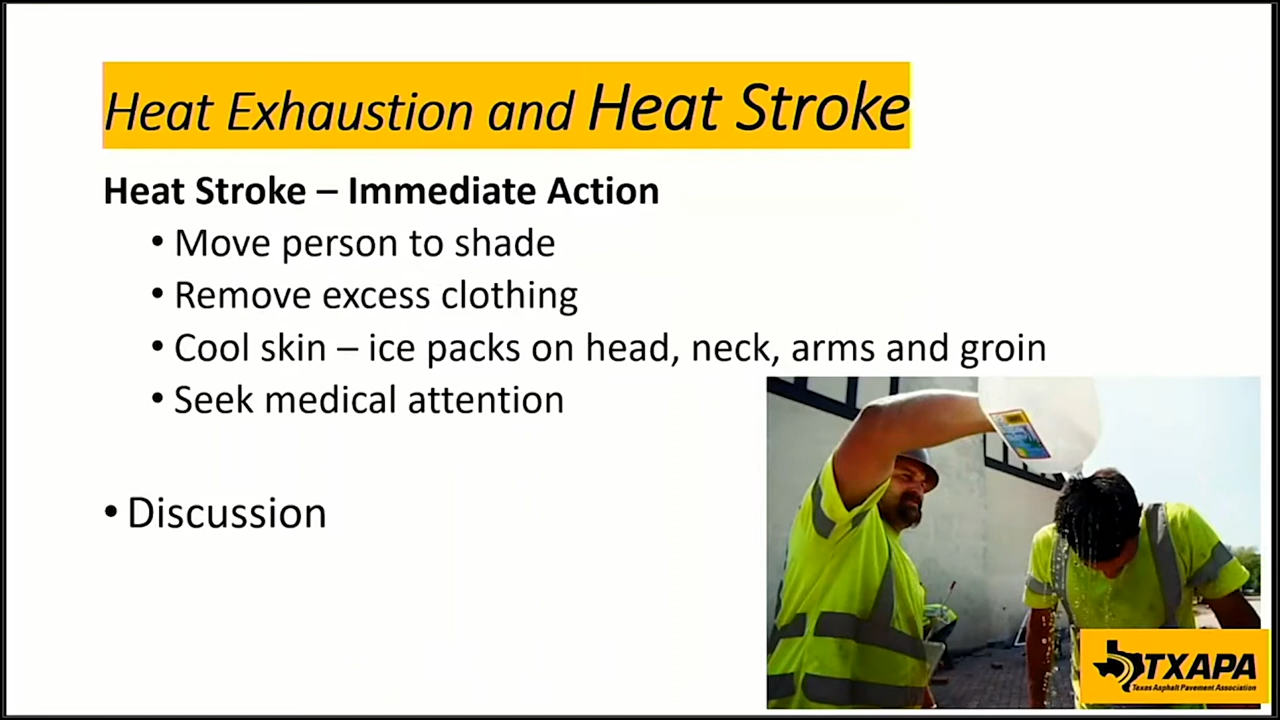 Heat Exhaustion and Heat Stroke
Heat Stroke – Immediate Action
• Move person to shade
• Remove excess clothing
• Cool skin – ice packs on head, neck, arms and groin
• Seek medical attention
• Discussion
TXAPA
Texas Asphalt Pavement Association